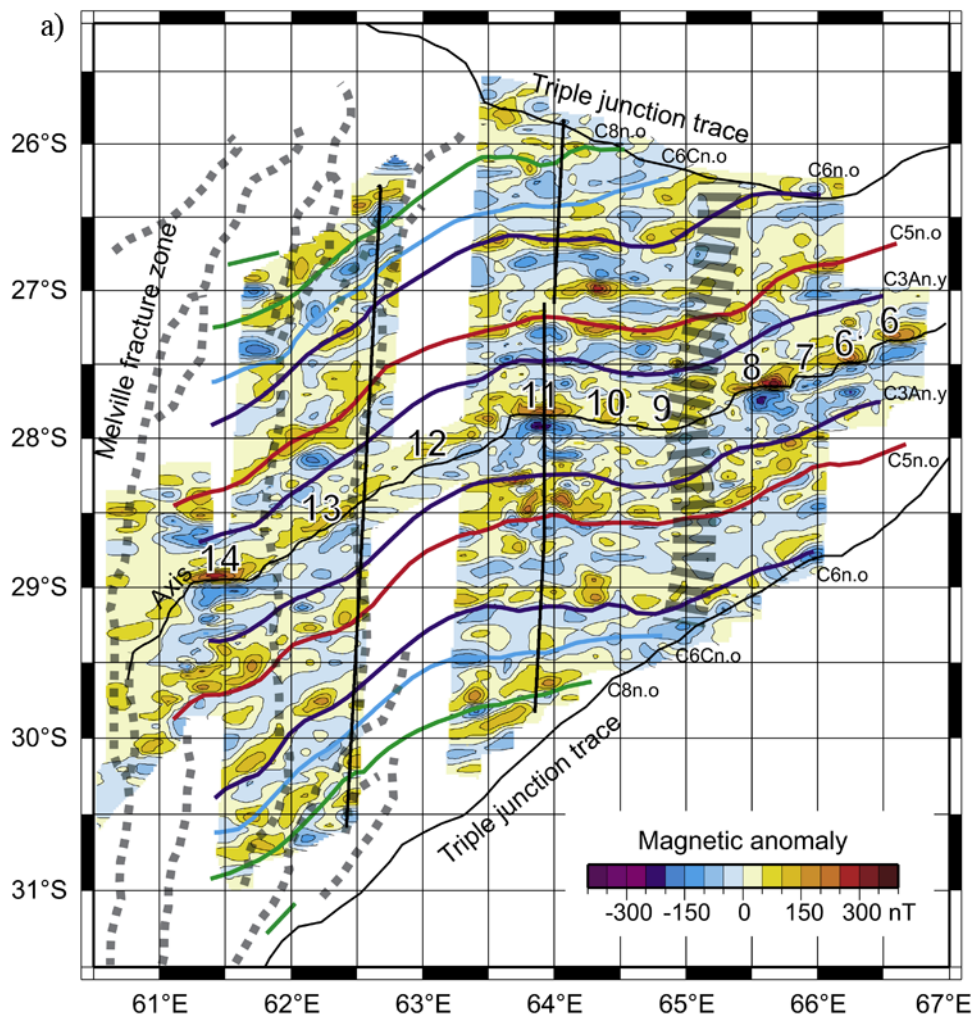 a)
Triple junction trace
C8n.o
C6Cn.o
C6n.o
C5n.o
C3An.y
Melville fracture zone
6
6'
7
8
9
10
11
12
13
14
C3An.y
C5n.o
Axis
C6n.o
C6Cn.o
C8n.o
Triple junction trace
26°S
27°S
28°S
29°S
30°S
31°S
Magnetic anomaly
-300 -150 0 150 300 nT
61°E 62°E 63°E 64°E 65°E 66°E 67°E